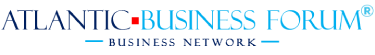 ATLANTIC▪BUSINESS FORUM®
— BUSINESS NETWORK —